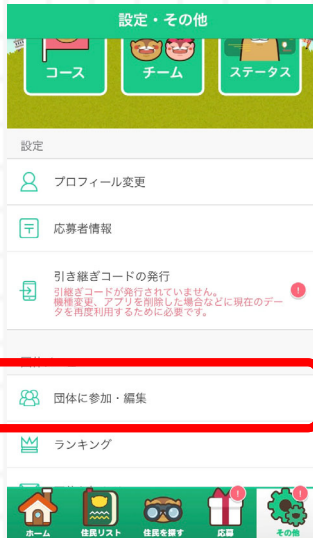 設定・その他
コース
チーム
ステータス
設定
プロフィール変更
応募者情報
引き継ぎコードの発行
引継ぎコードが発行されていません。
機種変更、アプリを削除した場合などに現在のデー
タを再度利用するために必要です。
団体に参加・編集
ランキング
ホーム
住民リスト
住民を探す
応募
その他